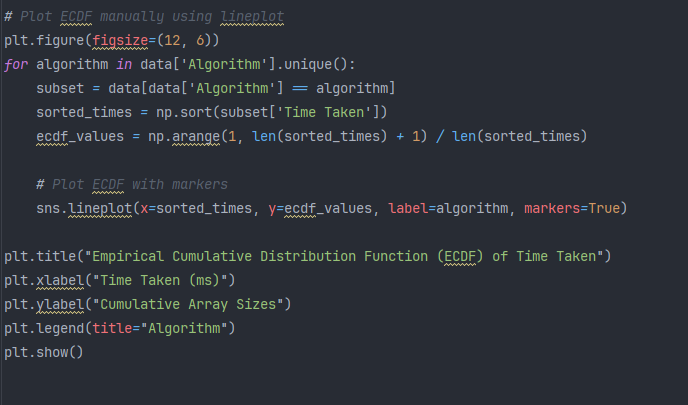 # Plot ECDF manually using lineplot
plt.figure(figsize=(12, 6))
for algorithm in data['Algorithm'].unique():
    subset = data[data['Algorithm'] == algorithm]
    sorted_times = np.sort(subset['Time Taken'])
    ecdf_values = np.arange(1, len(sorted_times) + 1) / len(sorted_times)
    # Plot ECDF with markers
    sns.lineplot(x=sorted_times, y=ecdf_values, label=algorithm, markers=True)
plt.title("Empirical Cumulative Distribution Function (ECDF) of Time Taken")
plt.xlabel("Time Taken (ms)")
plt.ylabel("Cumulative Array Sizes")
plt.legend(title="Algorithm")
plt.show()